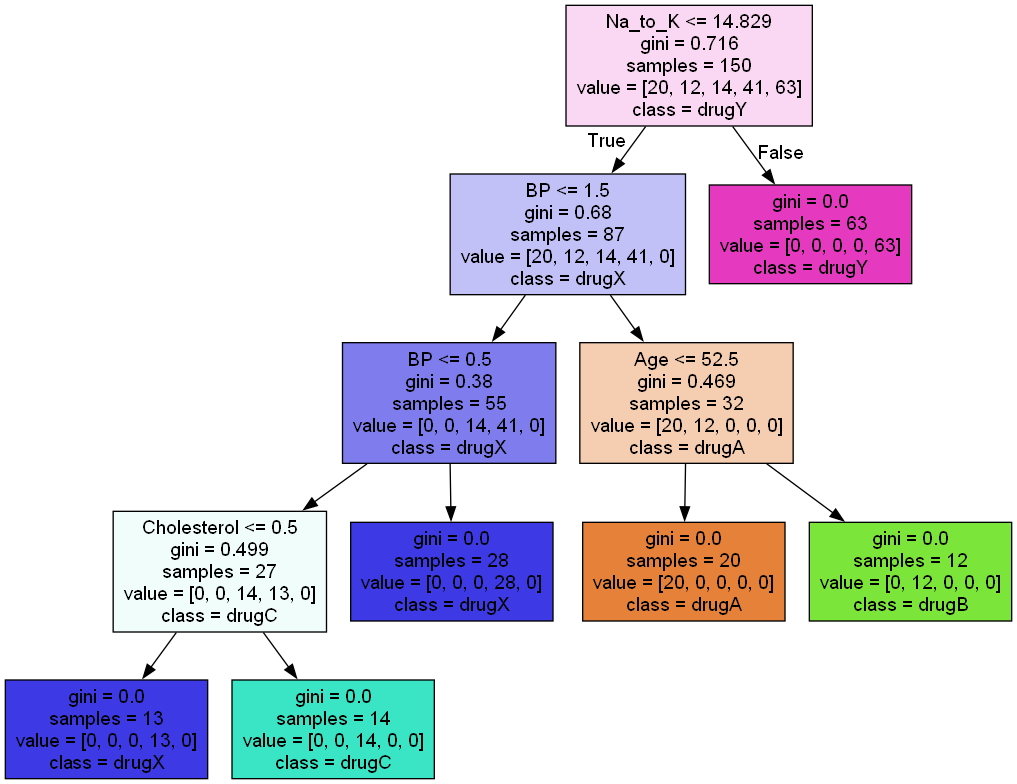 Na_to_K <= 14.829
gini = 0.716
samples = 150
value = [20, 12, 14, 41, 63]
class = drugY
True
False
BP <= 1.5
gini = 0.68
samples = 87
value = [20, 12, 14, 41, 0]
class = drugX
gini = 0.0
samples = 63
value = [0, 0, 0, 0, 63]
class = drugY
BP <= 0.5
gini = 0.38
samples = 55
value = [0, 0, 14, 41, 0]
class = drugX
Age <= 52.5
gini = 0.469
samples = 32
value = [20, 12, 0, 0, 0]
class = drugA
Cholesterol <= 0.5
gini = 0.499
samples = 27
value = [0, 0, 14, 13, 0]
class = drugC
gini = 0.0
samples = 28
value = [0, 0, 0, 28, 0]
class = drugX
gini = 0.0
samples = 20
value = [20, 0, 0, 0, 0]
class = drugA
gini = 0.0
samples = 12
value = [0, 12, 0, 0, 0]
class = drugB
gini = 0.0
samples = 13
value = [0, 0, 0, 13, 0]
class = drugX
gini = 0.0
samples = 14
value = [0, 0, 14, 0, 0]
class = drugC